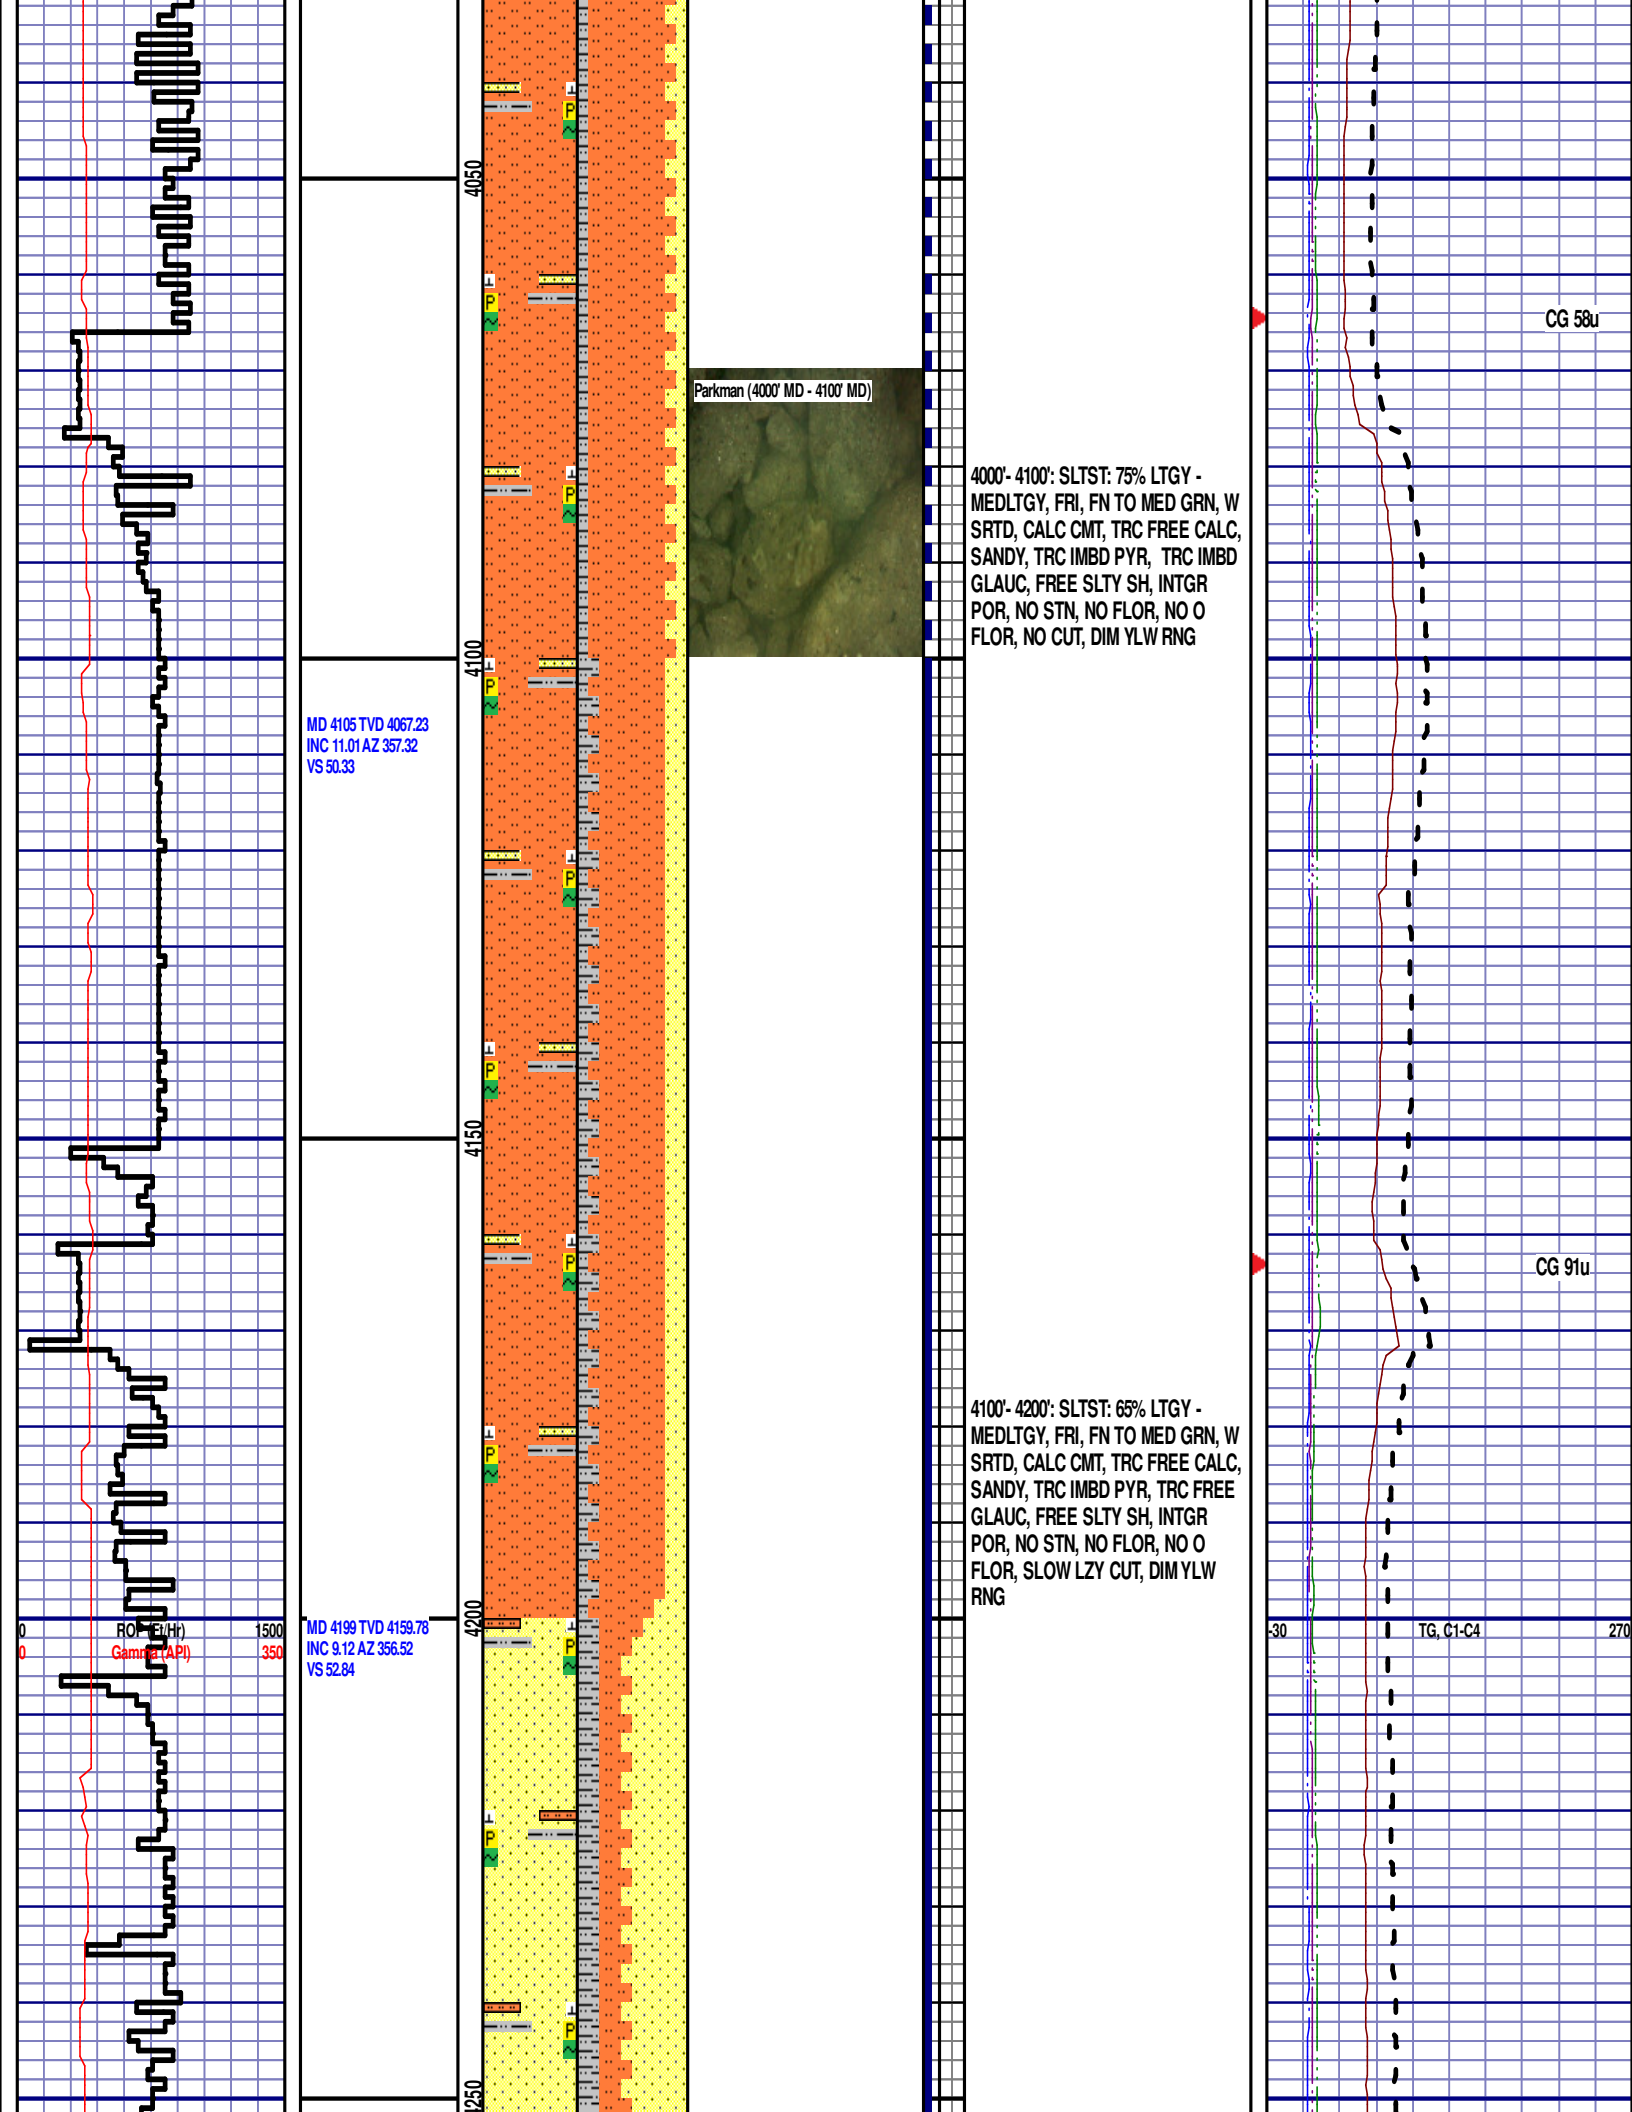 4050
CG 58u
Parkman (4000' MD - 4100' MD)
4000'- 4100': SLTST: 75% LTGY -
MEDLTGY, FRI, FN TO MED GRN, W
SRTD, CALC CMT, TRC FREE CALC,
SANDY, TRC IMBD PYR, TRC IMBD
GLAUC, FREE SLTY SH, INTGR
POR, NO STN, NO FLOR, NO O
FLOR, NO CUT, DIM YLW RNG
4100
MD 4105 TVD 4067.23
INC 11.01 AZ 357.32
VS 50.33
4150
CG 91u
4100'- 4200': SLTST: 65% LTGY -
MEDLTGY, FRI, FN TO MED GRN, W
SRTD, CALC CMT, TRC FREE CALC,
SANDY, TRC IMBD PYR, TRC FREE
GLAUC, FREE SLTY SH, INTGR
POR, NO STN, NO FLOR, NO O
FLOR, SLOW LZY CUT, DIM YLW
RNG
4200
0 ROP (Ft/Hr) 1500
0 Gamma (API) 350
MD 4199 TVD 4159.78
INC 9.12 AZ 356.52
VS 52.84
-30 TG, C1-C4 270
4250
P
P
P
P
P
P
P
P
P
P
P